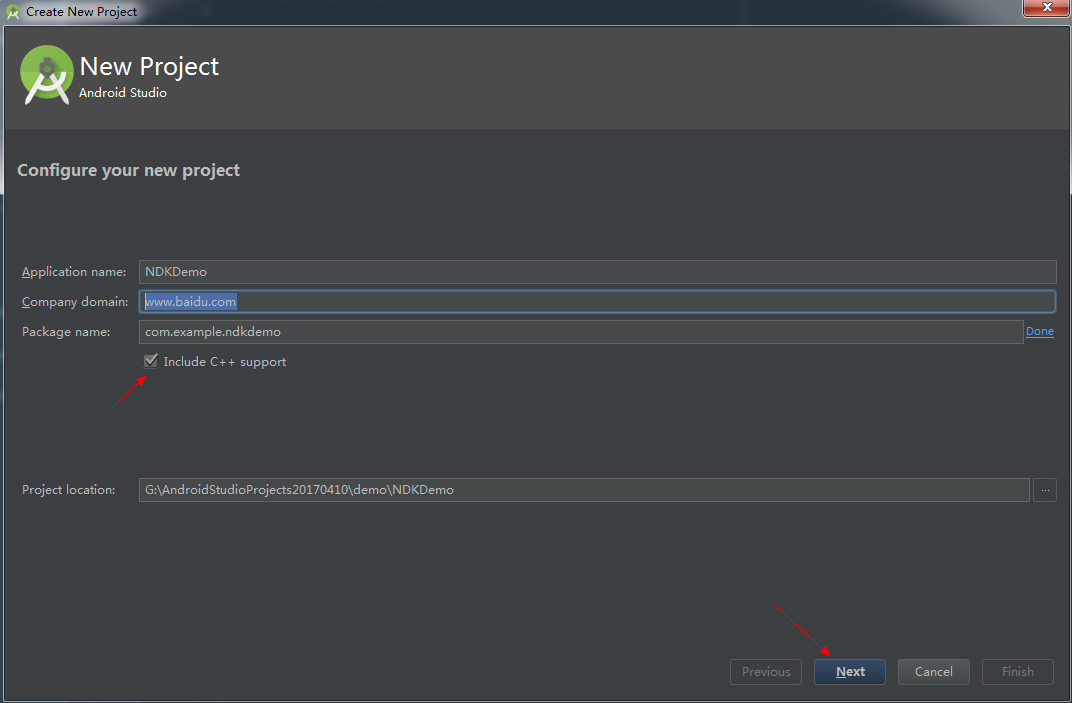 Create New Project
New Project
Android Studio
Configure your new project
Application name: NDKDemo
Company domain: www.baidu.com
Package name: com.example.ndkdemo Done
Include C++ support
Project location: G:\AndroidStudioProjects20170410\demo\NDKDemo ...
Previous Next Cancel Finish